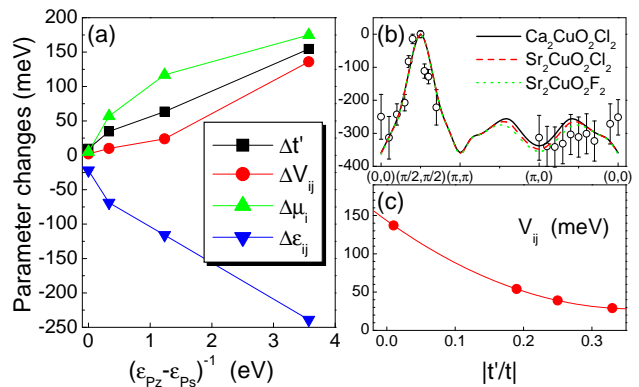 (a)
Parameter changes (meV)
200
150
100
50
0
-50
-100
-150
-200
-250
Δt'
ΔV_ij
Δμ_i
Δε_ij
0 1 2 3 4
(ε_Pz-ε_Ps)^-1 (eV)
(b)
0
-100
-200
-300
-400
Ca₂CuO₂Cl₂
Sr₂CuO₂Cl₂
Sr₂CuO₂F₂
(0,0) (π/2,π/2) (π,π) (π,0) (0,0)
(c)
V_ij (meV)
150
100
50
0
0.0 0.1 0.2 0.3
|t'/t|